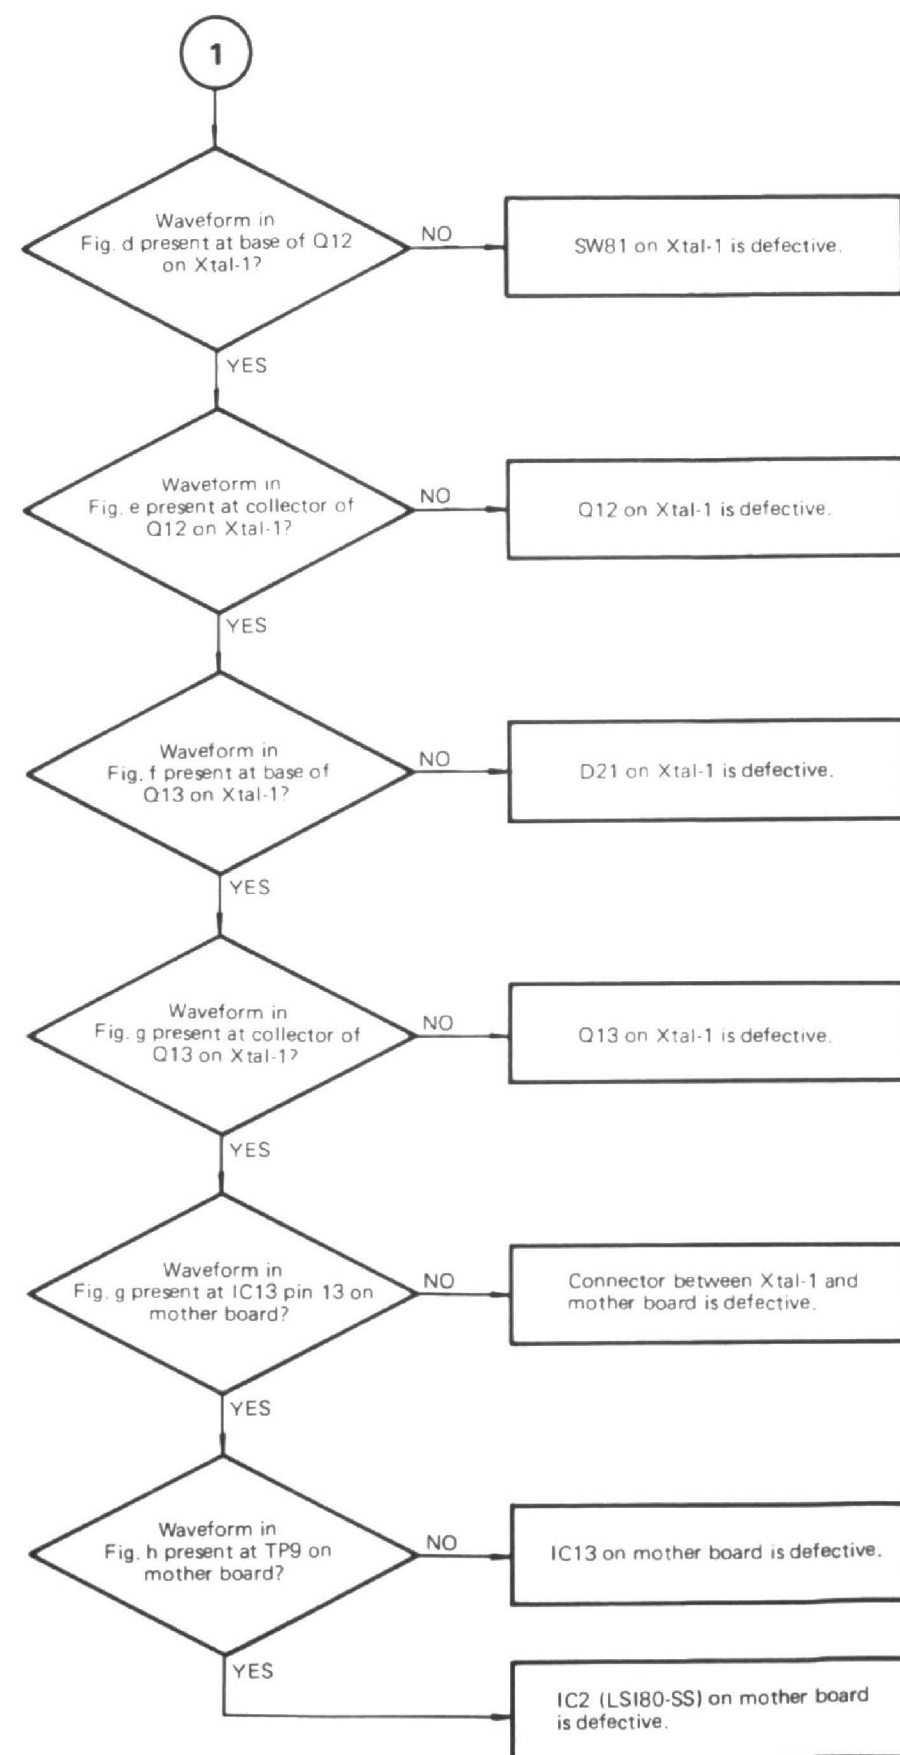 1
Waveform in
Fig. d present at base of Q12
on Xtal-1?
NO
SW81 on Xtal-1 is defective.
YES
Waveform in
Fig. e present at collector of
Q12 on Xtal-1?
NO
Q12 on Xtal-1 is defective.
YES
Waveform in
Fig. f present at base of
Q13 on Xtal-1?
NO
D21 on Xtal-1 is defective.
YES
Waveform in
Fig. g present at collector of
Q13 on Xtal-1?
NO
Q13 on Xtal-1 is defective.
YES
Waveform in
Fig. g present at IC13 pin 13 on
mother board?
NO
Connector between Xtal-1 and
mother board is defective.
YES
Waveform in
Fig. h present at TP9 on
mother board?
NO
IC13 on mother board is defective.
YES
IC2 (LSI80-SS) on mother board
is defective.